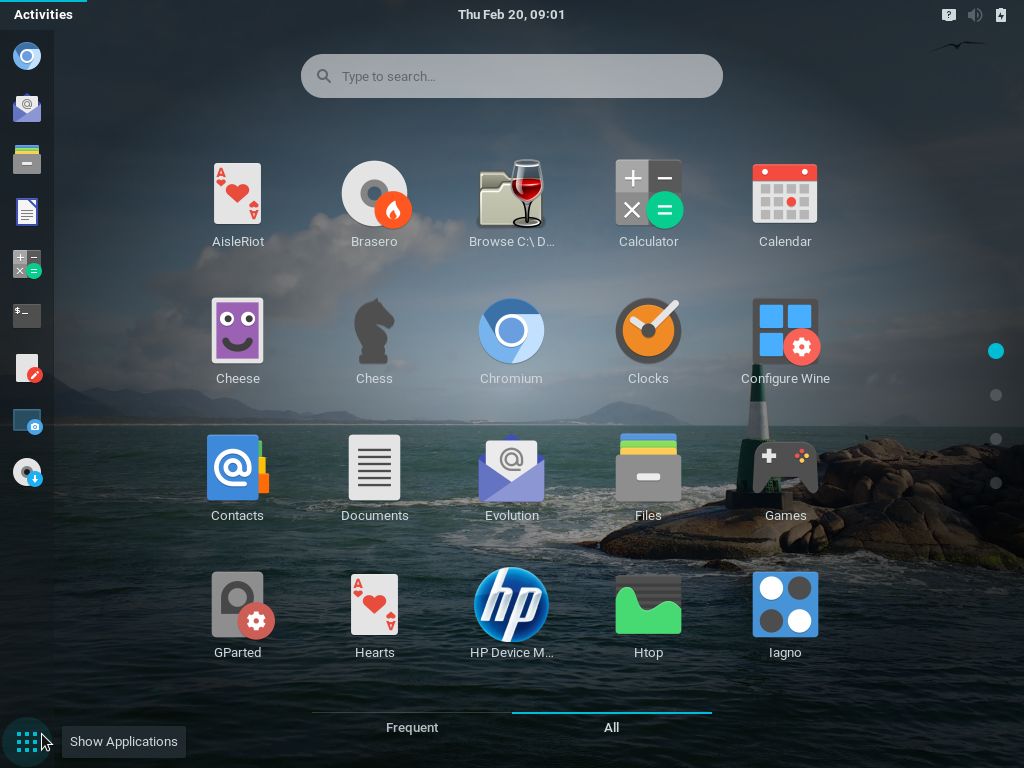 Activities
Thu Feb 20, 09:01
Type to search…
AisleRiot
Brasero
Browse C:\ D…
Calculator
Calendar
Cheese
Chess
Chromium
Clocks
Configure Wine
Contacts
Documents
Evolution
Files
Games
GParted
Hearts
HP Device M…
Htop
Iagno
Frequent
All
Show Applications